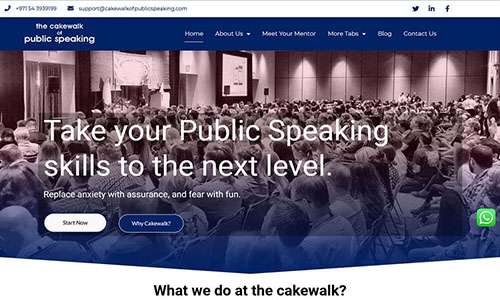 +971 54 3939199 support@cakewalkofpublicspeaking.com
the cakewalk
of
public speaking
Home About Us Meet Your Mentor More Tabs Blog Contact Us
Take your Public Speaking
skills to the next level.
Replace anxiety with assurance, and fear with fun.
Start Now Why Cakewalk?
What we do at the cakewalk?